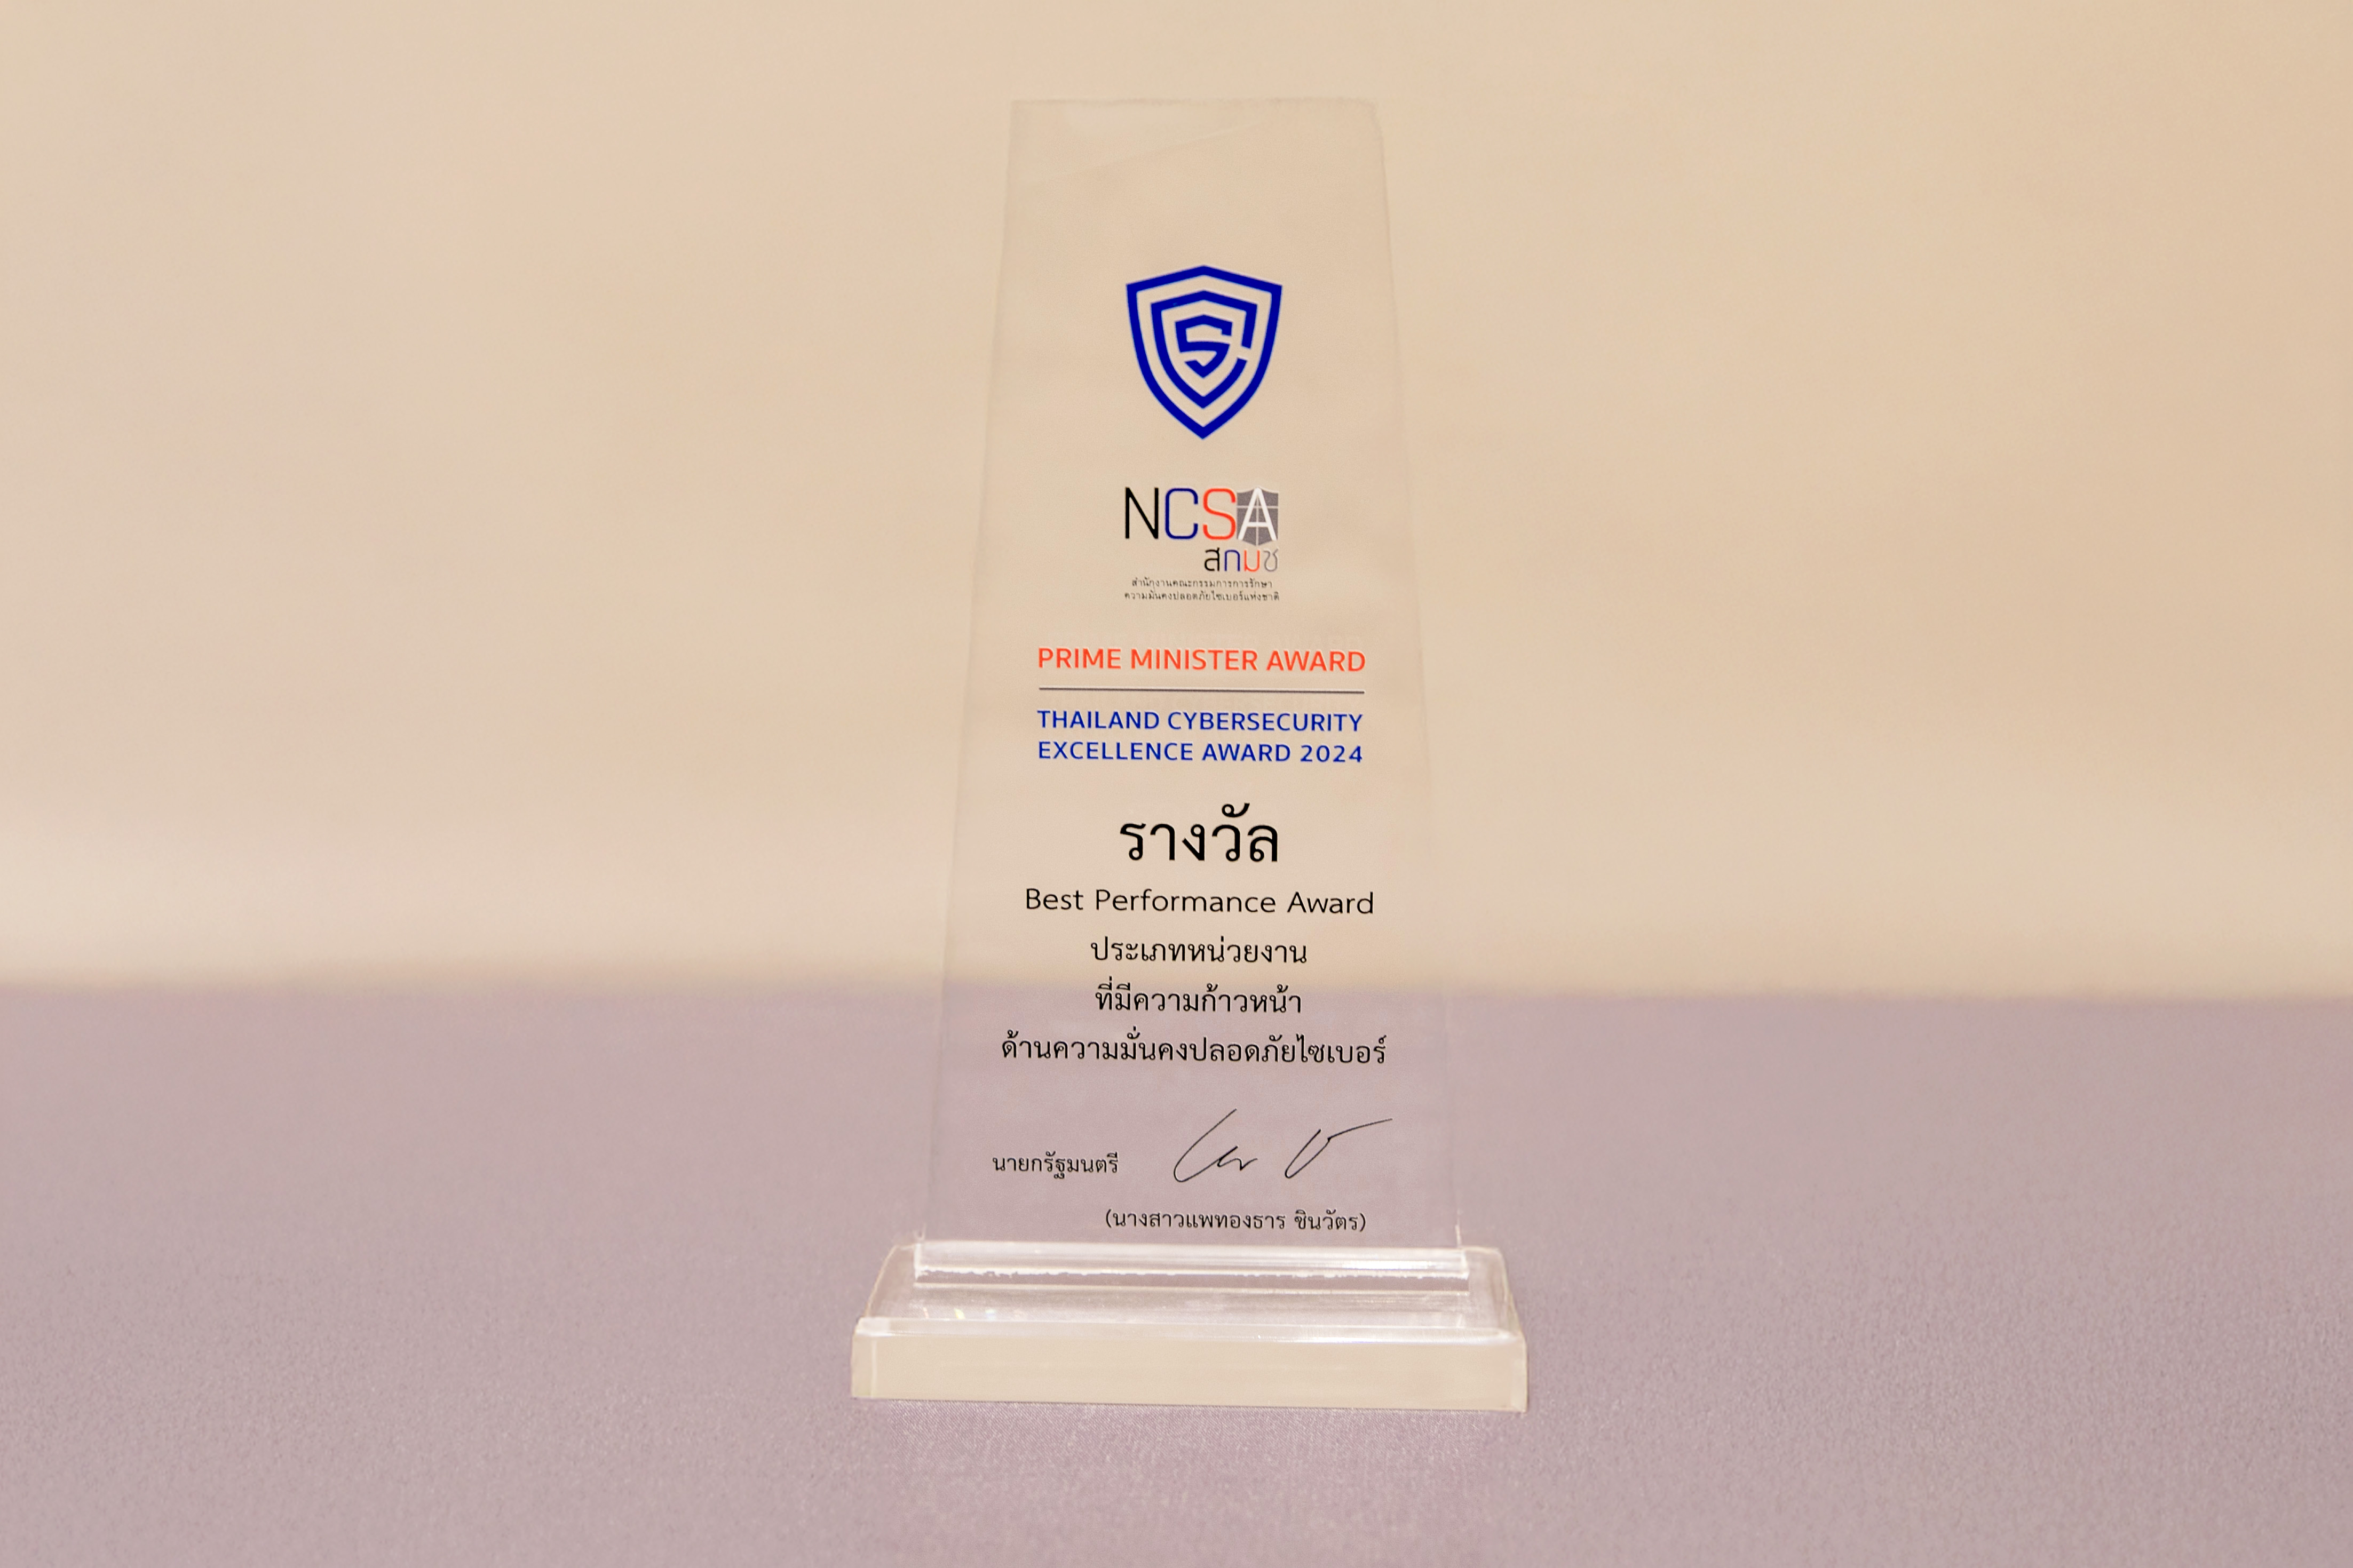 NCSA
สกมช
สำนักงานคณะกรรมการการรักษา
ความมั่นคงปลอดภัยไซเบอร์แห่งชาติ
PRIME MINISTER AWARD
THAILAND CYBERSECURITY
EXCELLENCE AWARD 2024
รางวัล
Best Performance Award
ประเภทหน่วยงาน
ที่มีความก้าวหน้า
ด้านความมั่นคงปลอดภัยไซเบอร์
นายกรัฐมนตรี
(นางสาวแพทองธาร ชินวัตร)